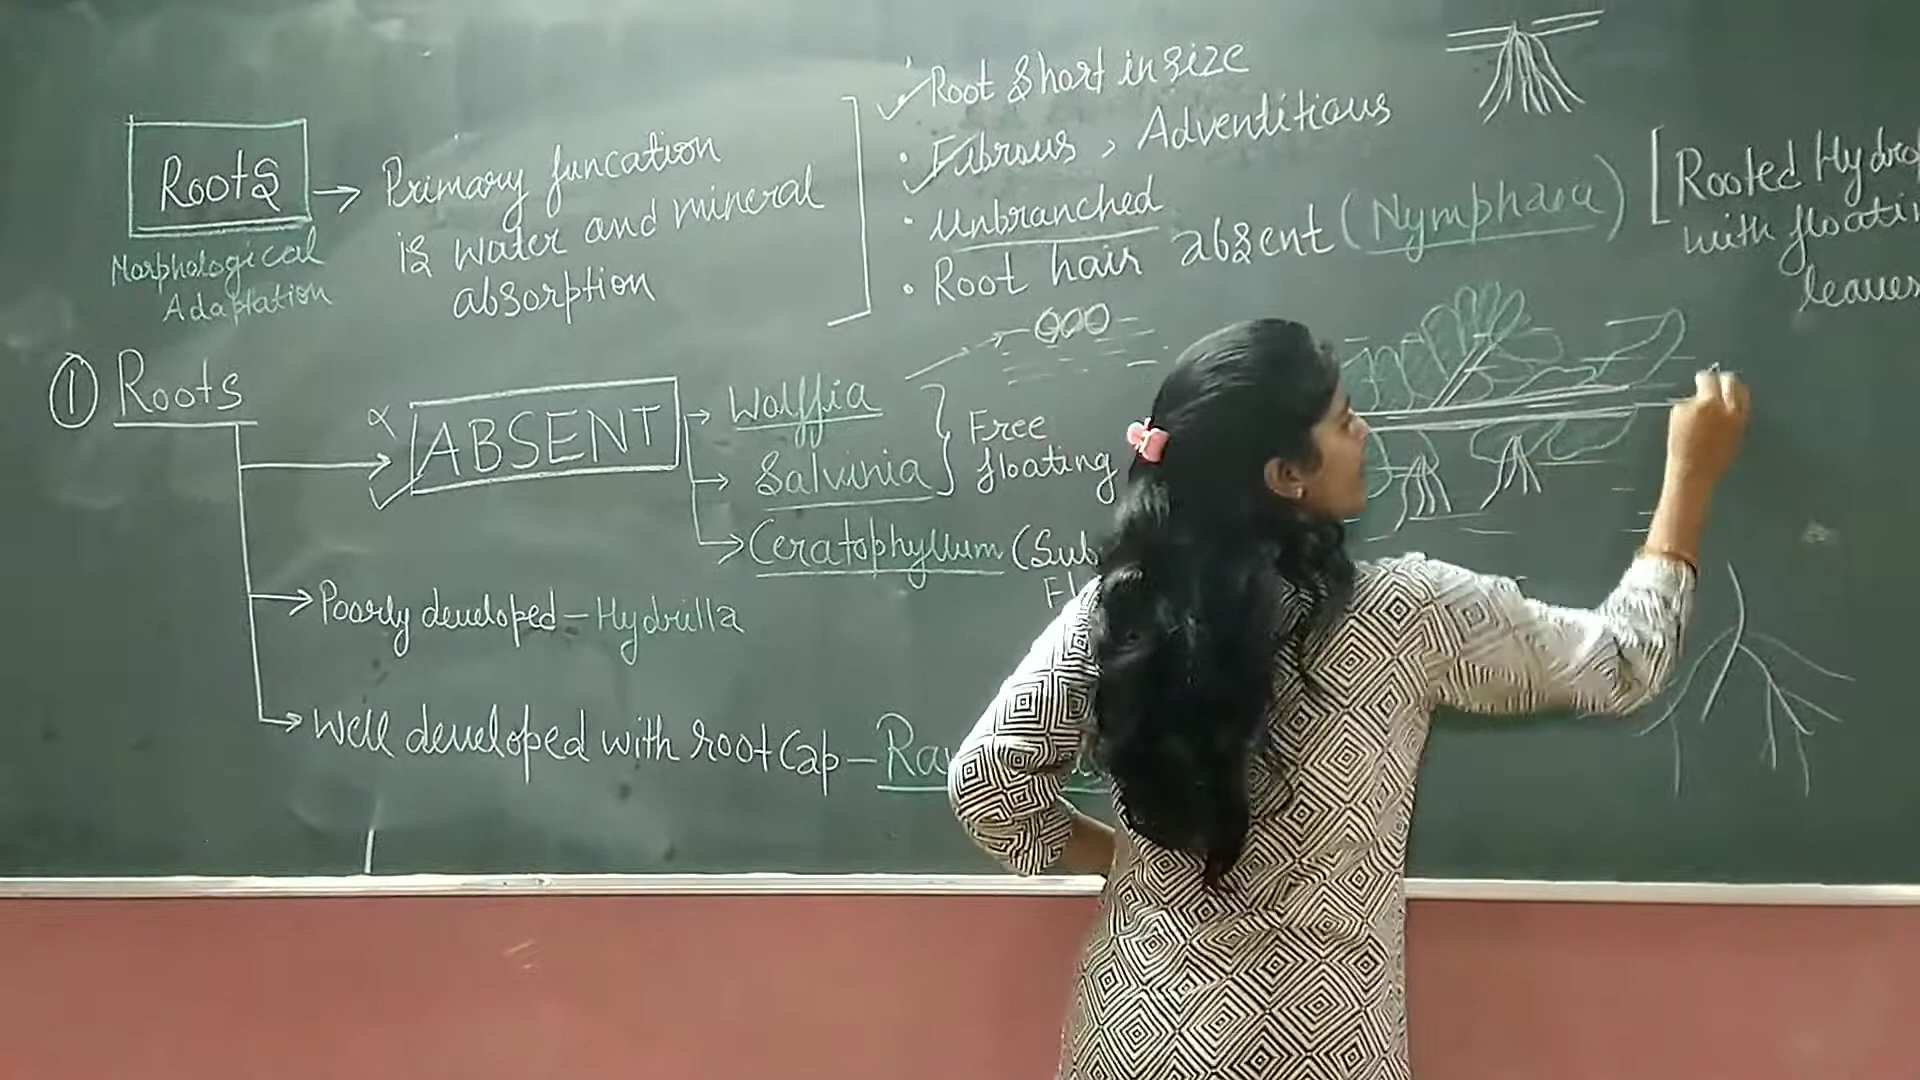 Roots
Morphological
Adaptation
Primary funcation
is water and mineral
absorption
Root short in size
Fibrous, Adventitious
Unbranched
Root hair absent (Nymphaea)
[Rooted Hydro
with floatin
leaves
① Roots
ABSENT
Wolffia
Salvinia
Free
floating
Ceratophyllum (Sub
Fl
Poorly developed - Hydrilla
Well developed with root cap - Ra